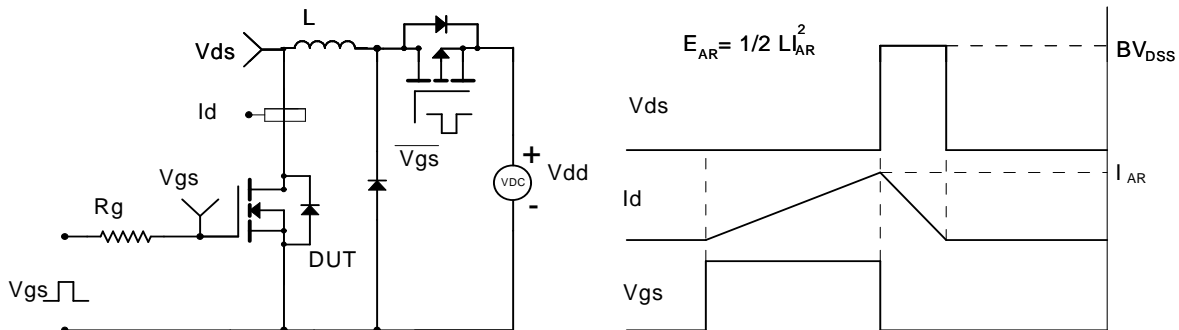 L
Vds
Id
Vgs
Rg
Vgs
DUT
Vgs
VDC
+
-
Vdd
E_AR = 1/2 LI_AR^2
BV_DSS
Vds
I_AR
Id
Vgs